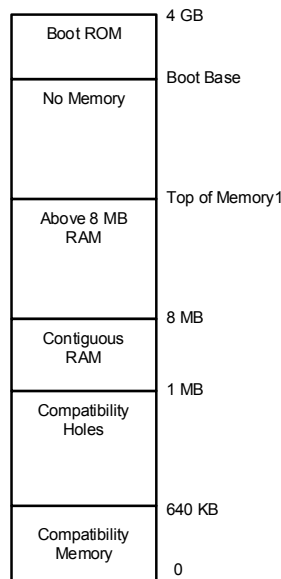 4 GB
Boot ROM
Boot Base
No Memory
Top of Memory1
Above 8 MB
RAM
8 MB
Contiguous
RAM
1 MB
Compatibility
Holes
640 KB
Compatibility
Memory
0